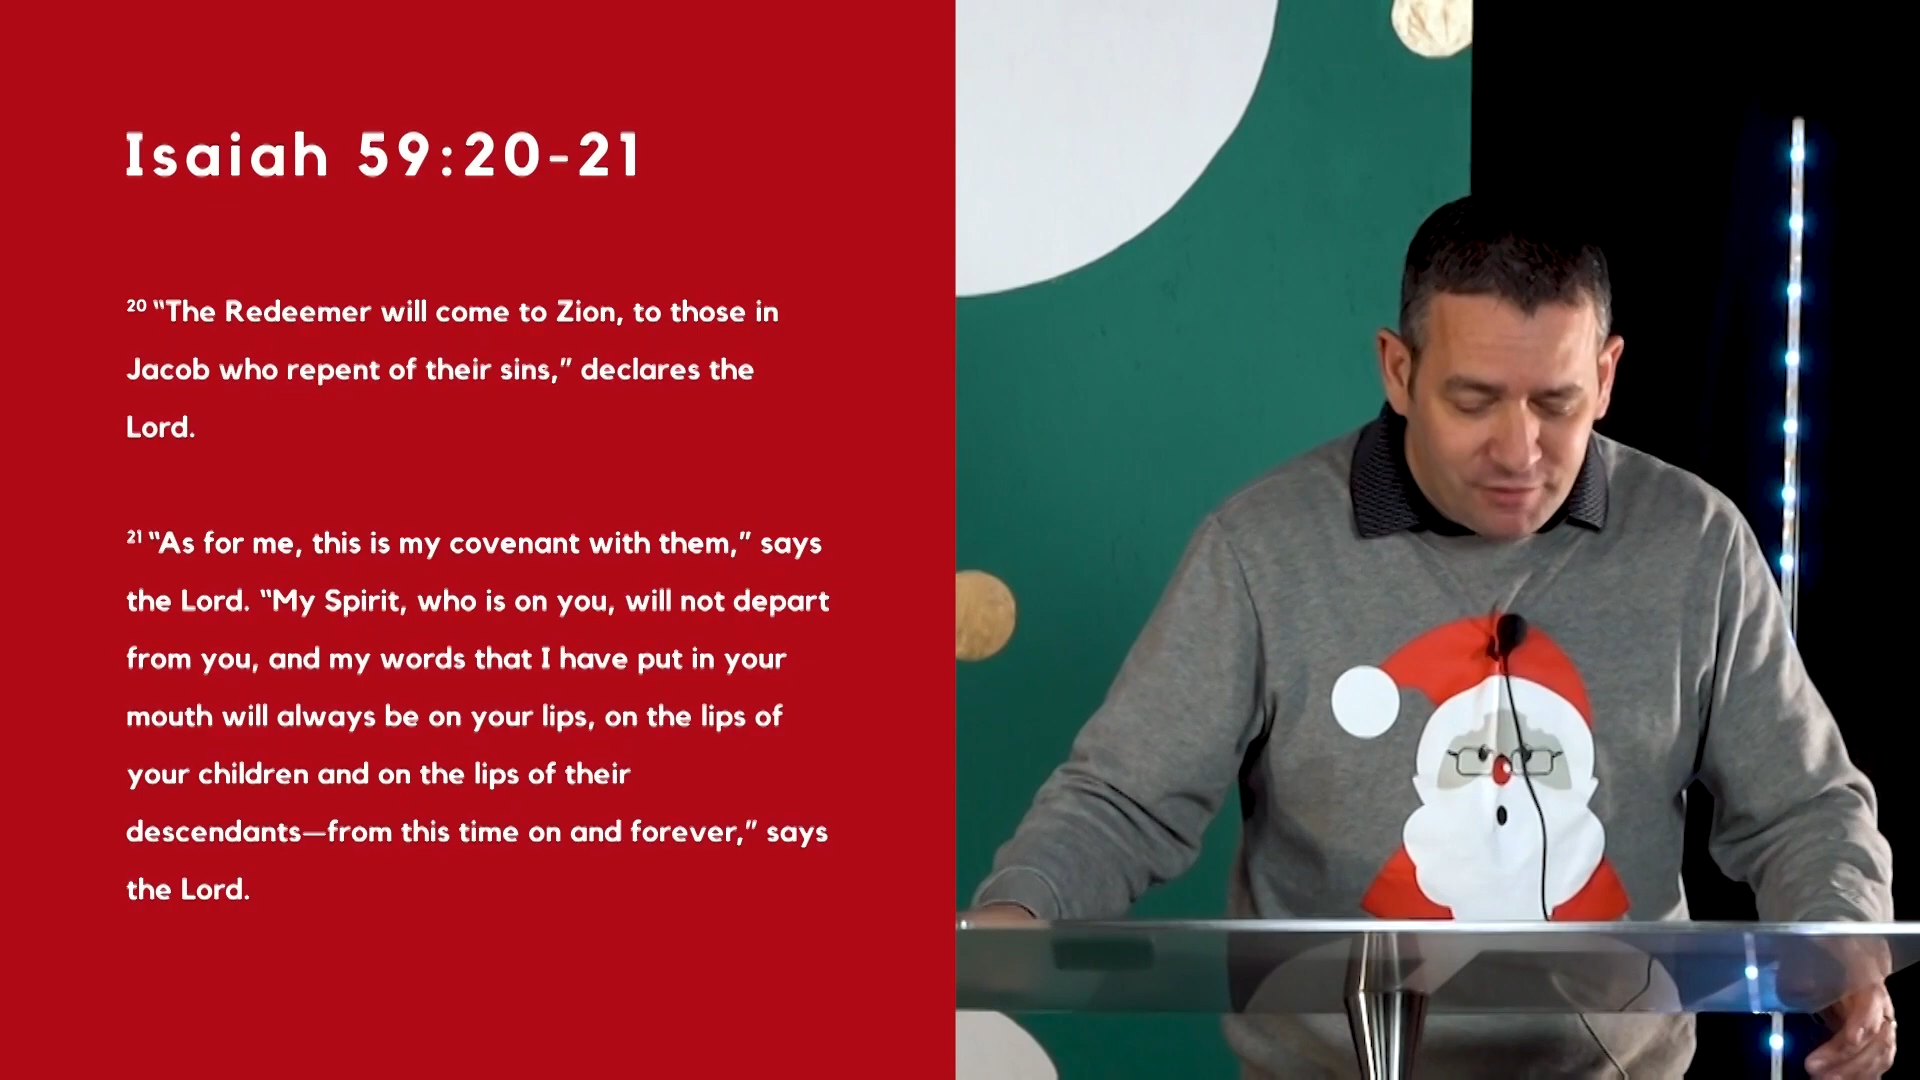 Isaiah 59:20-21
20 “The Redeemer will come to Zion, to those in
Jacob who repent of their sins,” declares the
Lord.
21 “As for me, this is my covenant with them,” says
the Lord. “My Spirit, who is on you, will not depart
from you, and my words that I have put in your
mouth will always be on your lips, on the lips of
your children and on the lips of their
descendants—from this time on and forever,” says
the Lord.